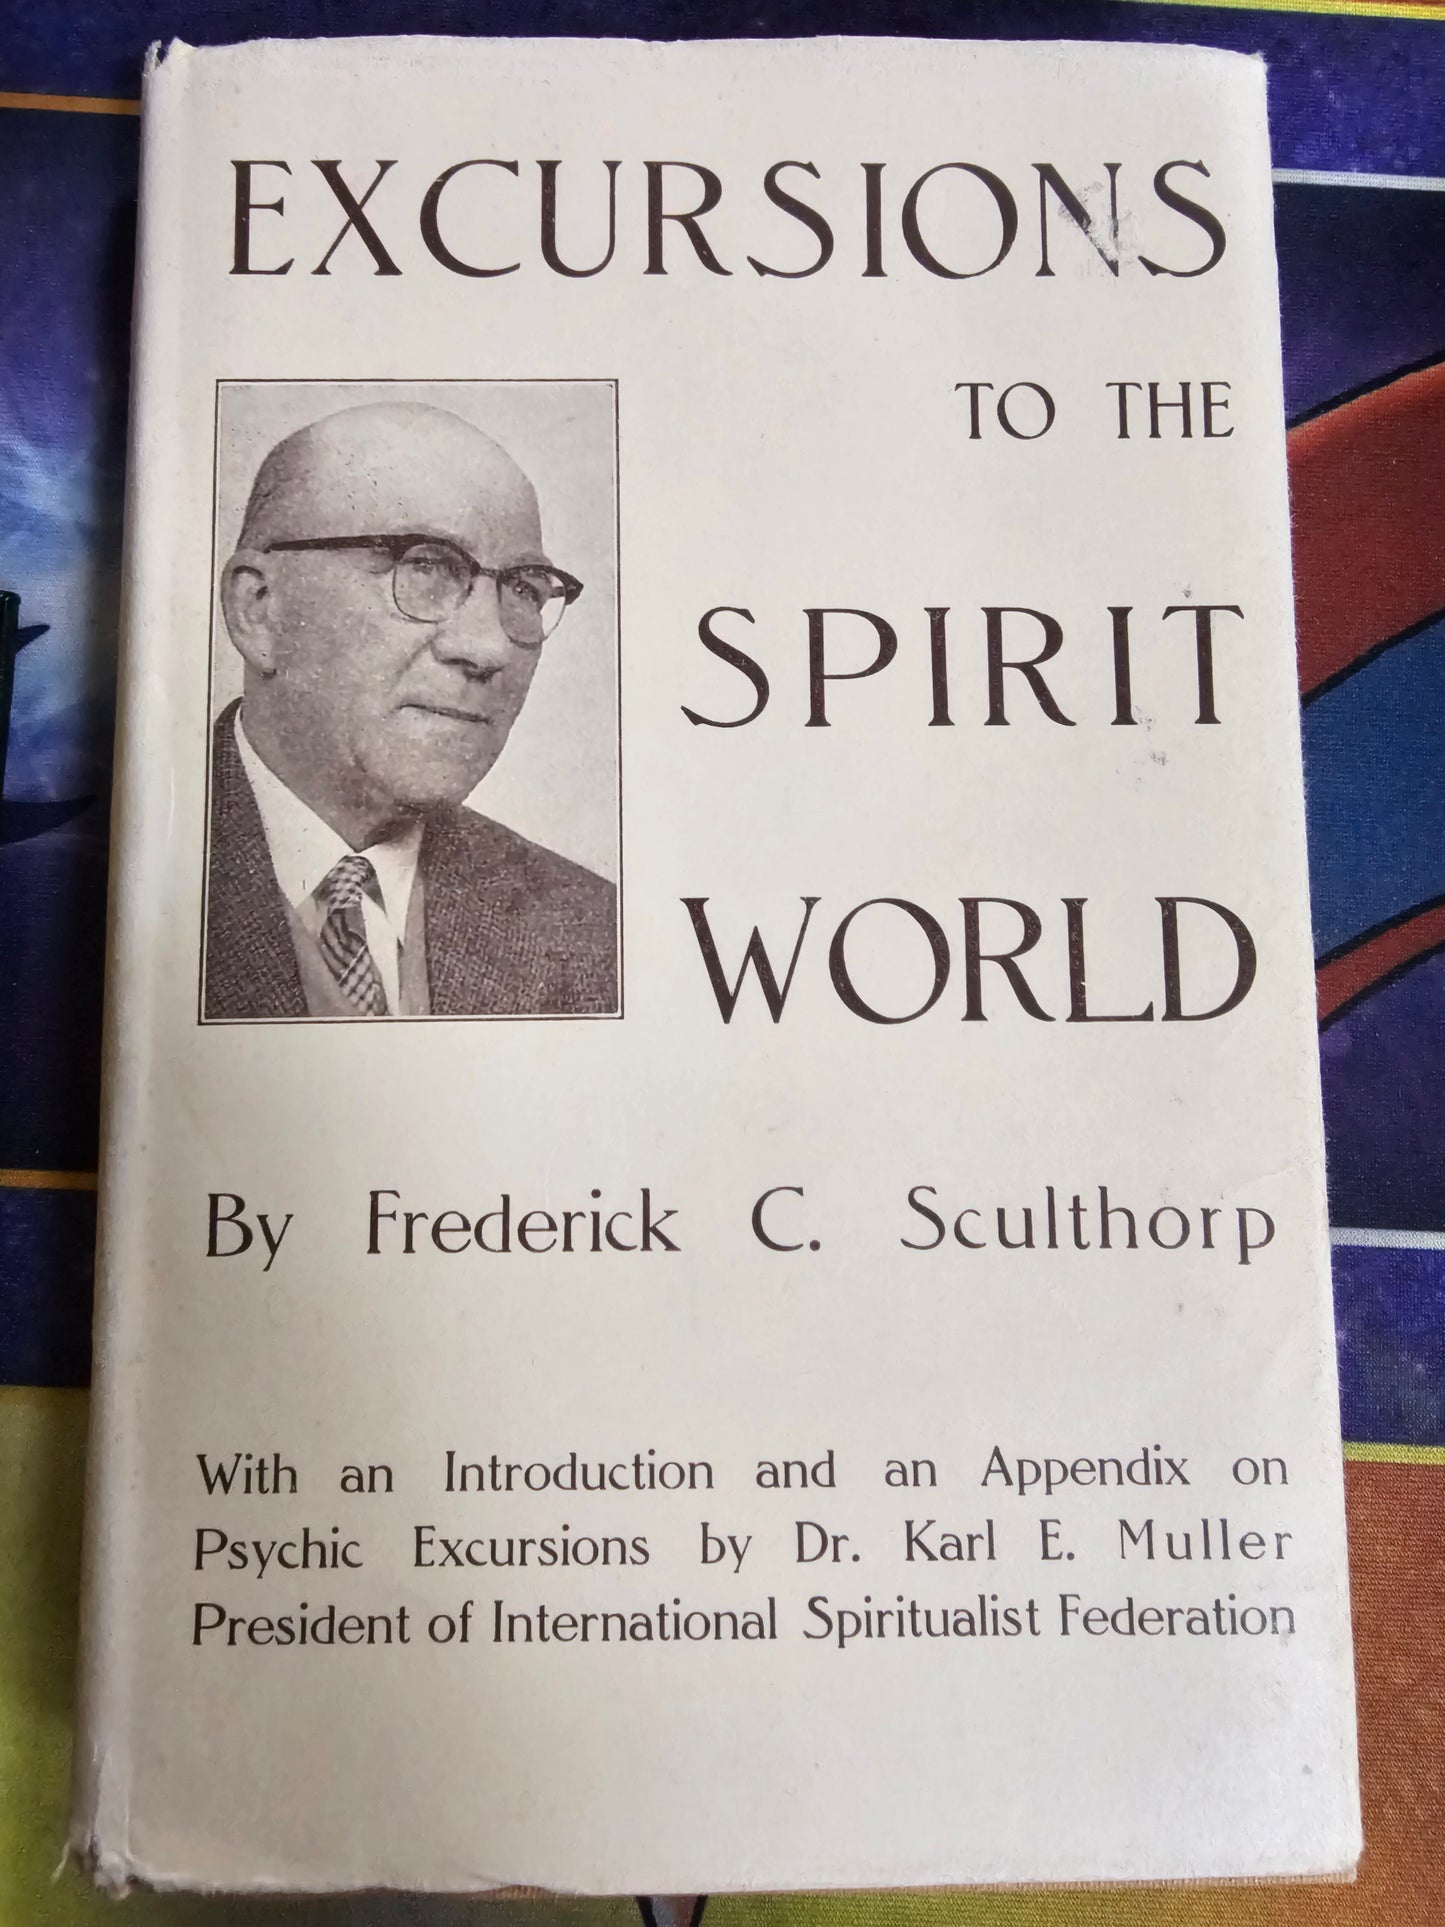 EXCURSIONS
TO THE
SPIRIT
WORLD
By Frederick C. Sculthorp
With an Introduction and an Appendix on
Psychic Excursions by Dr. Karl E. Muller
President of International Spiritualist Federation